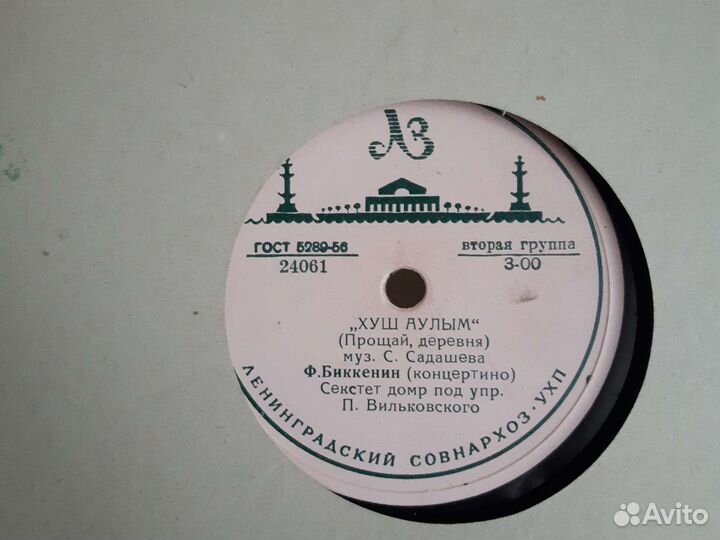 ЛЗ
ГОСТ 5289-56
вторая группа
24061
3-00
„ХУШ АУЛЫМ“
(Прощай, деревня)
муз. С. Садашева
Ф.Биккенин (концертино)
Секстет домр под упр.
П. Вильковского
ЛЕНИНГРАДСКИЙ СОВНАРХОЗ·УХП
Avito